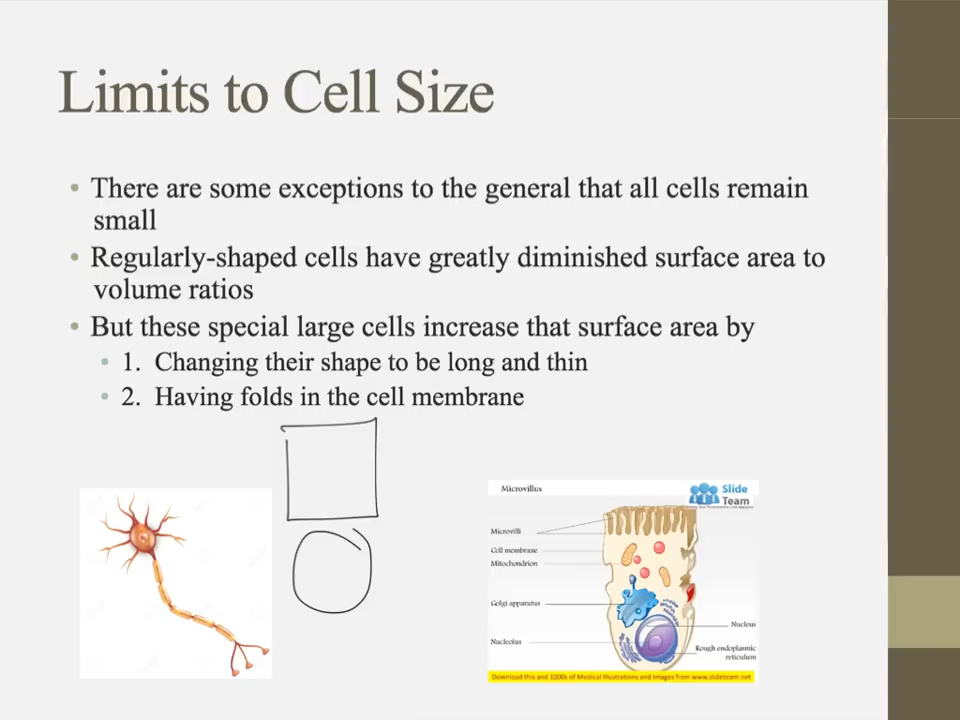 Limits to Cell Size
• There are some exceptions to the general that all cells remain
small
• Regularly-shaped cells have greatly diminished surface area to
volume ratios
• But these special large cells increase that surface area by
• 1. Changing their shape to be long and thin
• 2. Having folds in the cell membrane
Microvillus
Slide
Team
Microvilli
Cell membrane
Mitochondrion
Golgi apparatus
Nucleus
Nucleolus
Rough endoplasmic
reticulum
Download this and 1000s of Medical Illustrations and images from www.slideteam.net